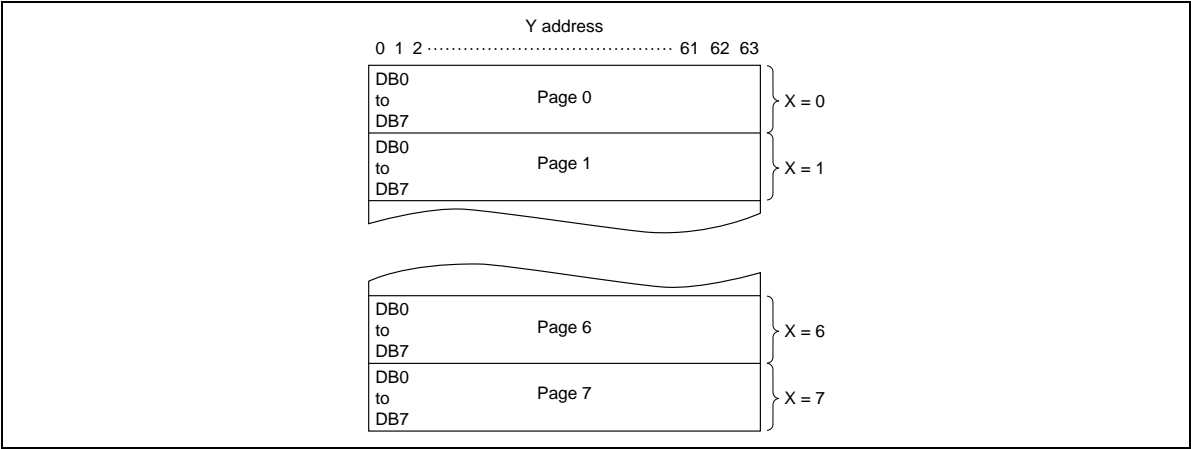 Y address
0 1 2 ........................................ 61 62 63
DB0
to
DB7
Page 0
X = 0
DB0
to
DB7
Page 1
X = 1
DB0
to
DB7
Page 6
X = 6
DB0
to
DB7
Page 7
X = 7